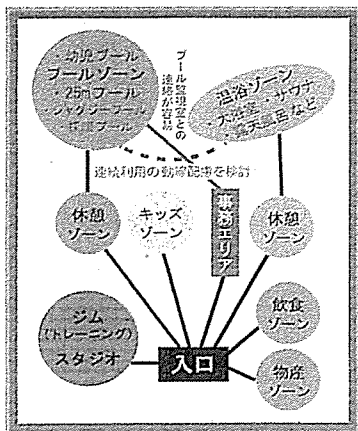 ・幼児プール
プールゾーン
・25mプール
・ジャグジープール
プール監視室との
連絡が容易
温浴ゾーン
・大浴室・サウナ
・露天風呂など
連続利用の動線配慮を検討
休憩
ゾーン
キッズ
ゾーン
事務エリア
休憩
ゾーン
ジム
(トレーニング)
スタジオ
入口
飲食
ゾーン
物産
ゾーン